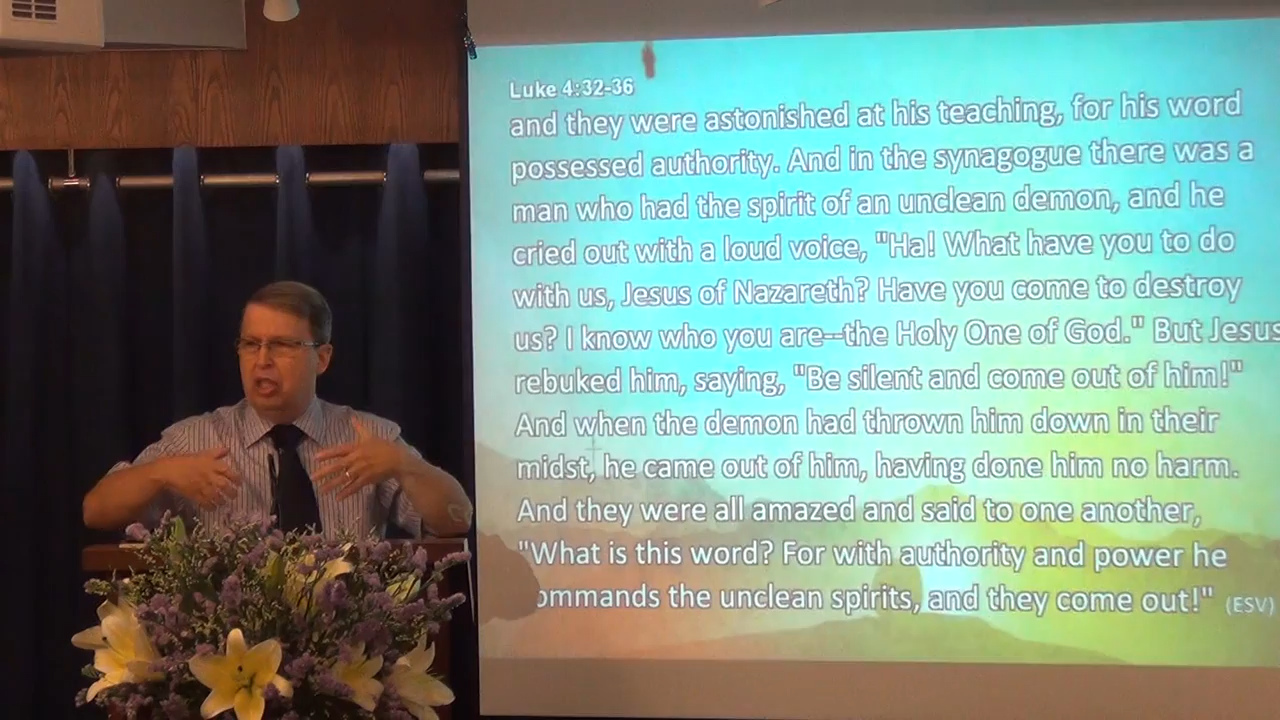 Luke 4:32-36
and they were astonished at his teaching, for his word
possessed authority. And in the synagogue there was a
man who had the spirit of an unclean demon, and he
cried out with a loud voice, "Ha! What have you to do
with us, Jesus of Nazareth? Have you come to destroy
us? I know who you are--the Holy One of God." But Jesus
rebuked him, saying, "Be silent and come out of him!"
And when the demon had thrown him down in their
midst, he came out of him, having done him no harm.
And they were all amazed and said to one another,
"What is this word? For with authority and power he
ommands the unclean spirits, and they come out!" (ESV)